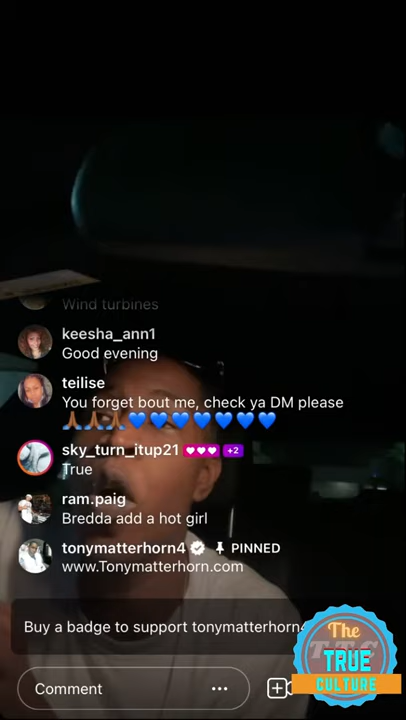 Wind turbines
keesha_ann1
Good evening
teilise
You forget bout me, check ya DM please
🙏🏾🙏🏾🙏🏾💙💙💙💙💙💙💙
sky_turn_itup21 +2
True
ram.paig
Bredda add a hot girl
tonymatterhorn4 PINNED
www.Tonymatterhorn.com
Buy a badge to support tonymatterhorn4
Comment
The
TRUE
CULTURE